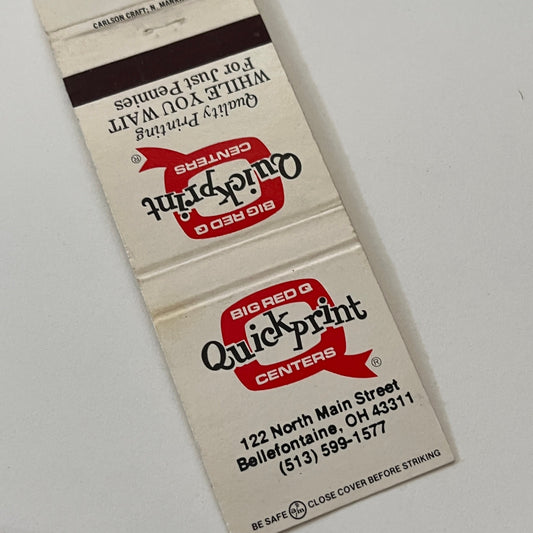 CARLSON CRAFT; N.
Quality Printing
WHILE YOU WAIT
For Just Pennies
BIG RED Q
Quickprint
CENTERS
®
BIG RED Q
Quickprint
CENTERS
®
122 North Main Street
Bellefontaine, OH 43311
(513) 599-1577
BE SAFE CLOSE COVER BEFORE STRIKING